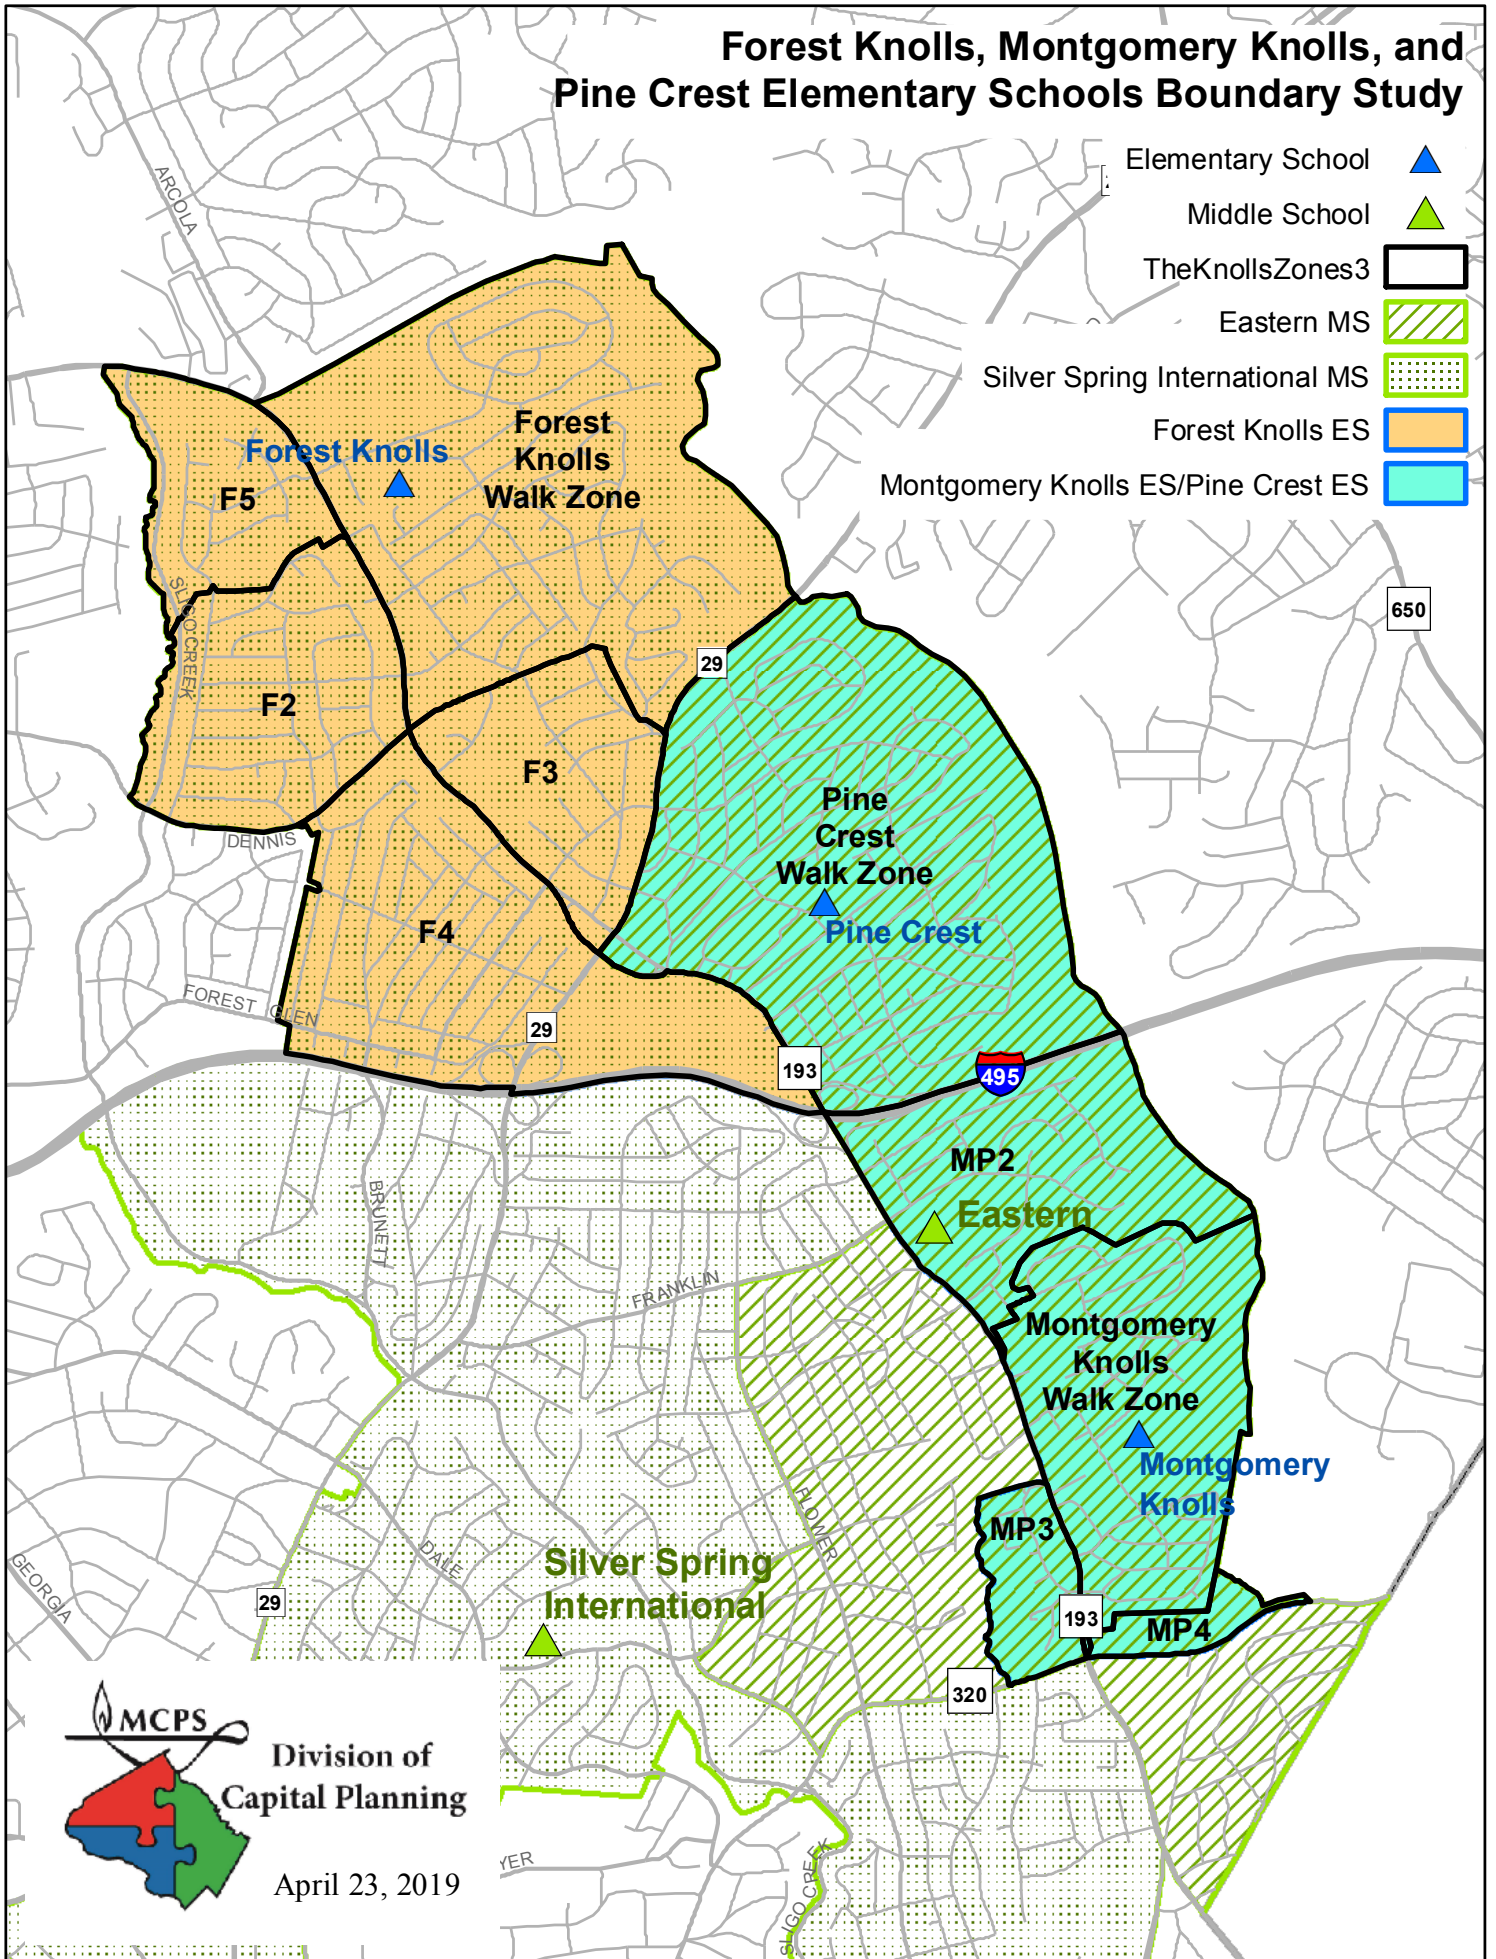 Forest Knolls, Montgomery Knolls, and
Pine Crest Elementary Schools Boundary Study
Elementary School
Middle School
TheKnollsZones3
Eastern MS
Silver Spring International MS
Forest Knolls ES
Montgomery Knolls ES/Pine Crest ES
ARCOLA
Forest
Knolls
Walk Zone
Forest Knolls
F5
650
SLIGO CREEK
29
F2
F3
Pine
Crest
Walk Zone
Pine Crest
DENNIS
F4
FOREST GLEN
29
193
495
MP2
Eastern
BRUNETT
FRANKLIN
Montgomery
Knolls
Walk Zone
Montgomery
Knolls
FLOWER
MP3
DALE
Silver Spring
International
GEORGIA
29
193
MP4
320
MCPS
Division of
Capital Planning
April 23, 2019
YER
SLIGO CREEK